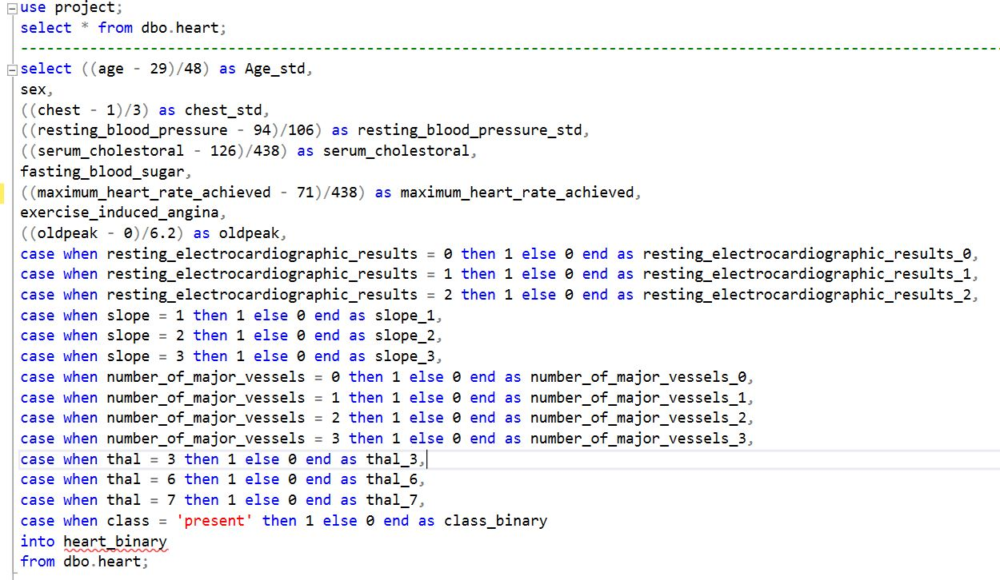 use project;
select * from dbo.heart;
--------------------------------------------------------------------------------------------------------------
select ((age - 29)/48) as Age_std,
sex,
((chest - 1)/3) as chest_std,
((resting_blood_pressure - 94)/106) as resting_blood_pressure_std,
((serum_cholestoral - 126)/438) as serum_cholestoral,
fasting_blood_sugar,
((maximum_heart_rate_achieved - 71)/438) as maximum_heart_rate_achieved,
exercise_induced_angina,
((oldpeak - 0)/6.2) as oldpeak,
case when resting_electrocardiographic_results = 0 then 1 else 0 end as resting_electrocardiographic_results_0,
case when resting_electrocardiographic_results = 1 then 1 else 0 end as resting_electrocardiographic_results_1,
case when resting_electrocardiographic_results = 2 then 1 else 0 end as resting_electrocardiographic_results_2,
case when slope = 1 then 1 else 0 end as slope_1,
case when slope = 2 then 1 else 0 end as slope_2,
case when slope = 3 then 1 else 0 end as slope_3,
case when number_of_major_vessels = 0 then 1 else 0 end as number_of_major_vessels_0,
case when number_of_major_vessels = 1 then 1 else 0 end as number_of_major_vessels_1,
case when number_of_major_vessels = 2 then 1 else 0 end as number_of_major_vessels_2,
case when number_of_major_vessels = 3 then 1 else 0 end as number_of_major_vessels_3,
case when thal = 3 then 1 else 0 end as thal_3,
case when thal = 6 then 1 else 0 end as thal_6,
case when thal = 7 then 1 else 0 end as thal_7,
case when class = 'present' then 1 else 0 end as class_binary
into heart_binary
from dbo.heart;